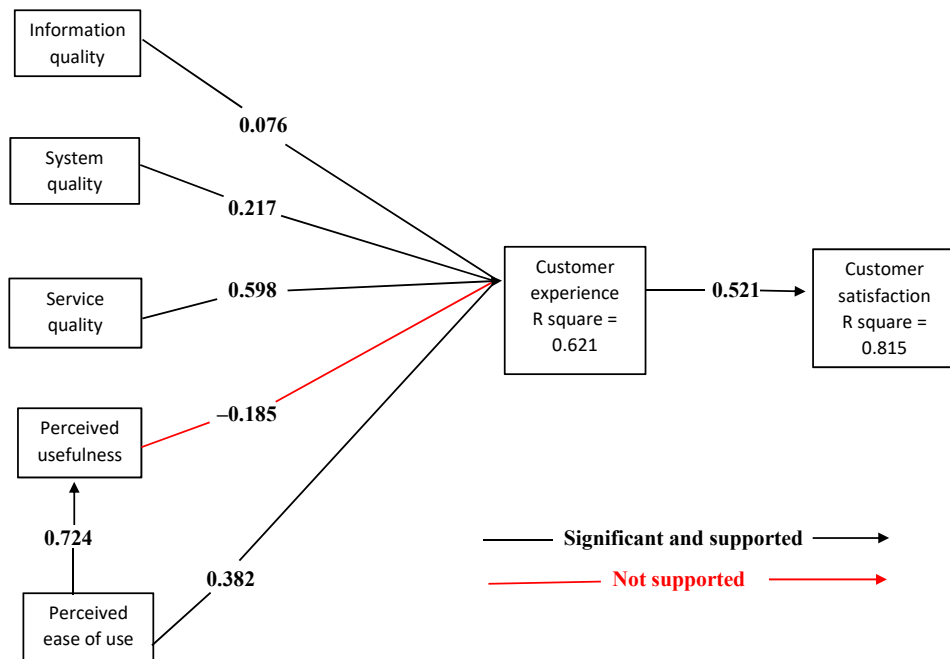 Information
quality
0.076
System
quality
0.217
Service
quality
0.598
Customer
experience
R square =
0.621
0.521
Customer
satisfaction
R square =
0.815
Perceived
usefulness
–0.185
0.724
Perceived
ease of use
0.382
Significant and supported
Not supported